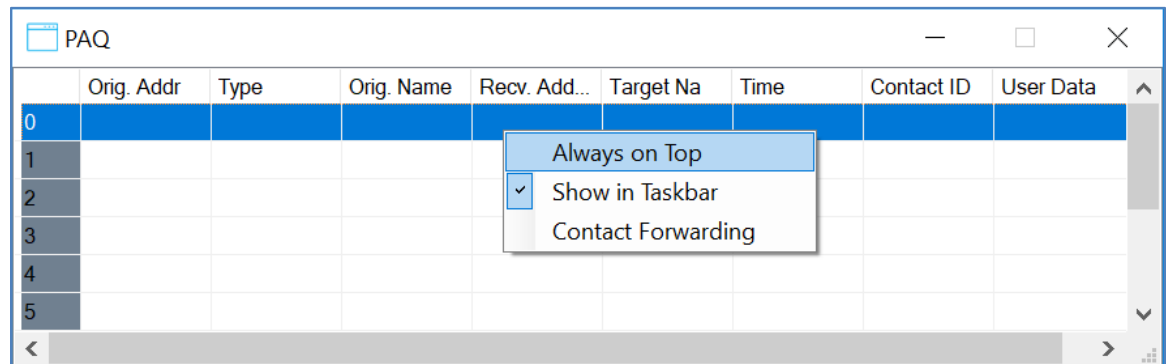 PAQ
Orig. Addr Type Orig. Name Recv. Add... Target Na Time Contact ID User Data
0
Always on Top
1
Show in Taskbar
2
Contact Forwarding
3
4
5